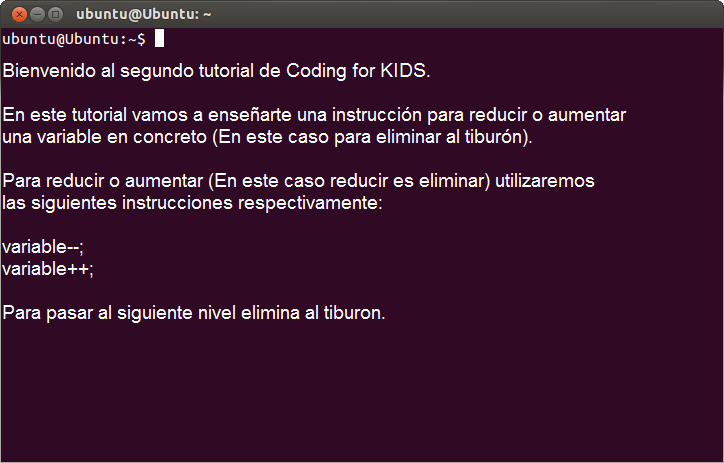 ubuntu@Ubuntu: ~
ubuntu@Ubuntu:~$
Bienvenido al segundo tutorial de Coding for KIDS.
En este tutorial vamos a enseñarte una instrucción para reducir o aumentar
una variable en concreto (En este caso para eliminar al tiburón).
Para reducir o aumentar (En este caso reducir es eliminar) utilizaremos
las siguientes instrucciones respectivamente:
variable--;
variable++;
Para pasar al siguiente nivel elimina al tiburon.